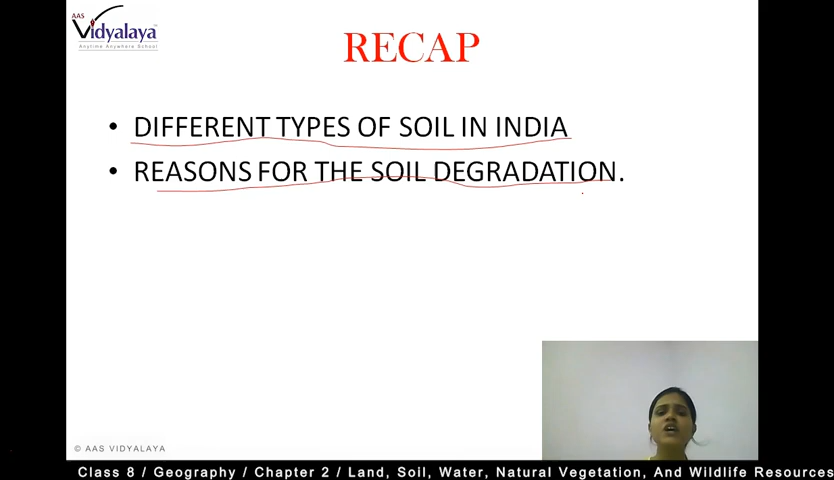 AAS
Vidyalaya
Anytime Anywhere School
RECAP
• DIFFERENT TYPES OF SOIL IN INDIA
• REASONS FOR THE SOIL DEGRADATION.
© AAS VIDYALAYA
Class 8 / Geography / Chapter 2 / Land, Soil, Water, Natural Vegetation, And Wildlife Resources